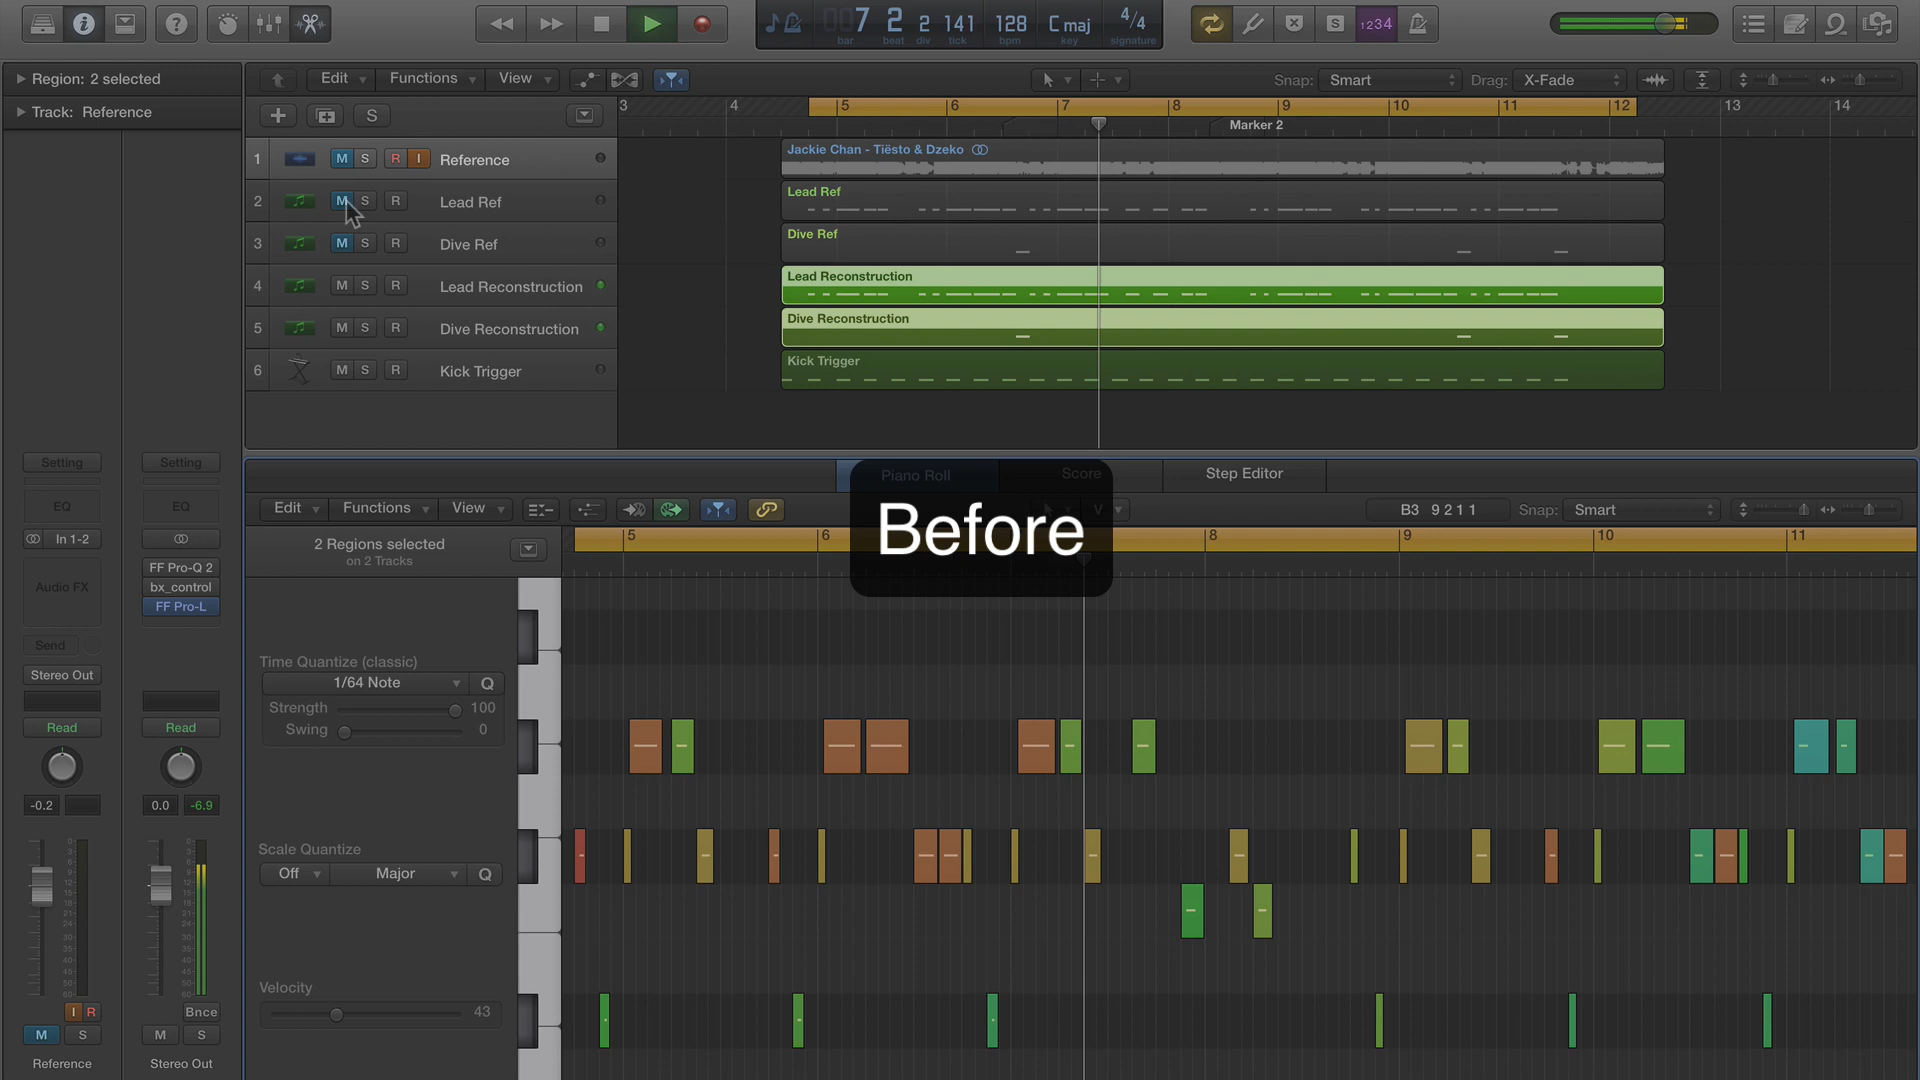 007 2 2 141 128 C maj 4/4
bar beat div tick bpm key signature
1234
Region: 2 selected
Edit Functions View
Snap: Smart
Drag: X-Fade
Track: Reference
S
3 4 5 6 7 8 9 10 11 12 13 14
Marker 2
1 M S R I Reference
Jackie Chan - Tiësto & Dzeko
2 M S R Lead Ref
Lead Ref
3 M S R Dive Ref
Dive Ref
4 M S R Lead Reconstruction
Lead Reconstruction
5 M S R Dive Reconstruction
Dive Reconstruction
6 M S R Kick Trigger
Kick Trigger
Setting Setting
Piano Roll Score Step Editor
EQ EQ
Edit Functions View
B3 9 2 1 1
Snap: Smart
Before
In 1-2
2 Regions selected
on 2 Tracks
5 6 8 9 10 11
FF Pro-Q 2
Audio FX bx_control
FF Pro-L
Send
Stereo Out
Time Quantize (classic)
1/64 Note Q
Strength 100
Swing 0
Read Read
-0.2 0.0 -6.9
Scale Quantize
Off Major Q
Velocity
43
I R Bnce
M S M S
Reference Stereo Out